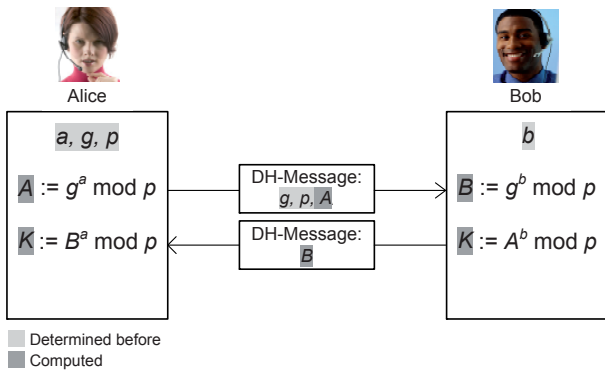 Alice
Bob
a, g, p
A := g^a mod p
K := B^a mod p
DH-Message:
g, p, A
DH-Message:
B
b
B := g^b mod p
K := A^b mod p
Determined before
Computed